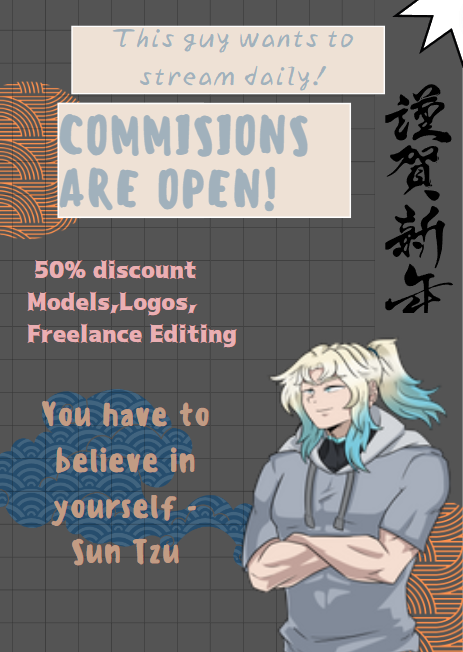 This guy wants to
stream daily!
COMMISIONS
ARE OPEN!
謹賀新年
50% discount
Models,Logos,
Freelance Editing
You have to
believe in
yourself -
Sun Tzu